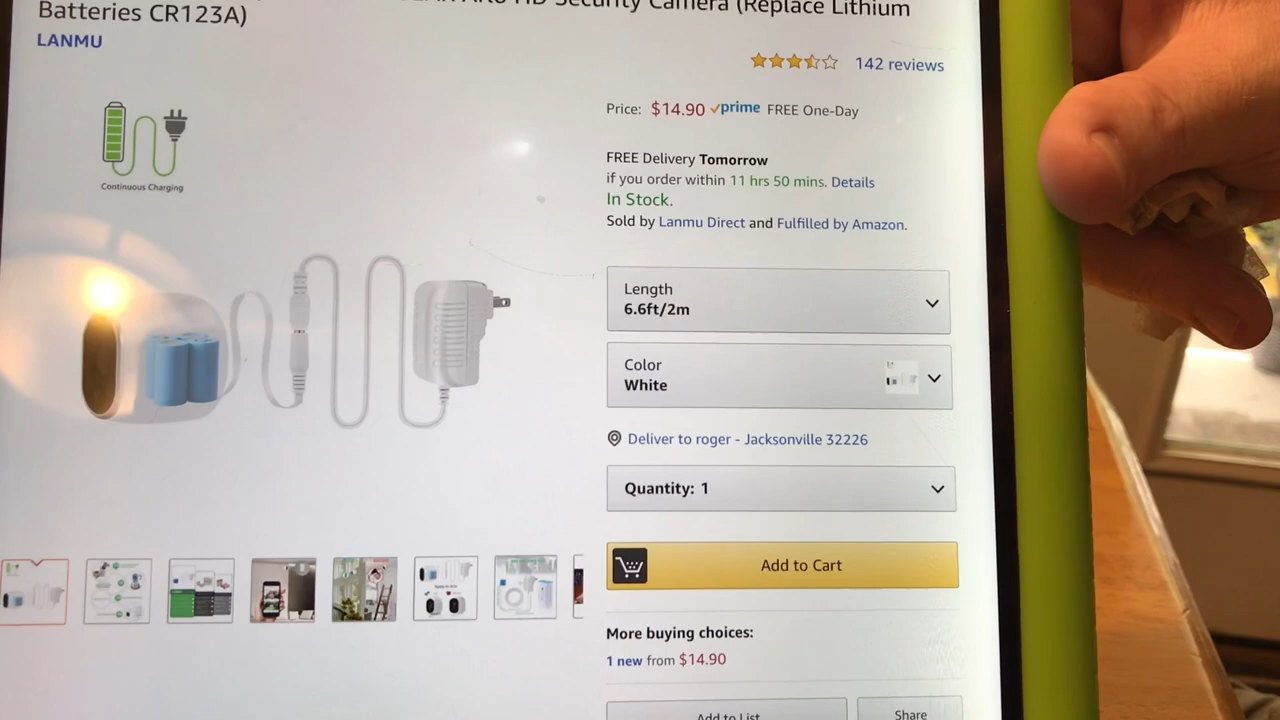 HD Security Camera (Replace Lithium
Batteries CR123A)
LANMU
142 reviews
Continuous Charging
Price: $14.90 prime FREE One-Day
FREE Delivery Tomorrow
if you order within 11 hrs 50 mins. Details
In Stock.
Sold by Lanmu Direct and Fulfilled by Amazon.
Length
6.6ft/2m
Color
White
Deliver to roger - Jacksonville 32226
Quantity: 1
Add to Cart
More buying choices:
1 new from $14.90
Add to List
Share